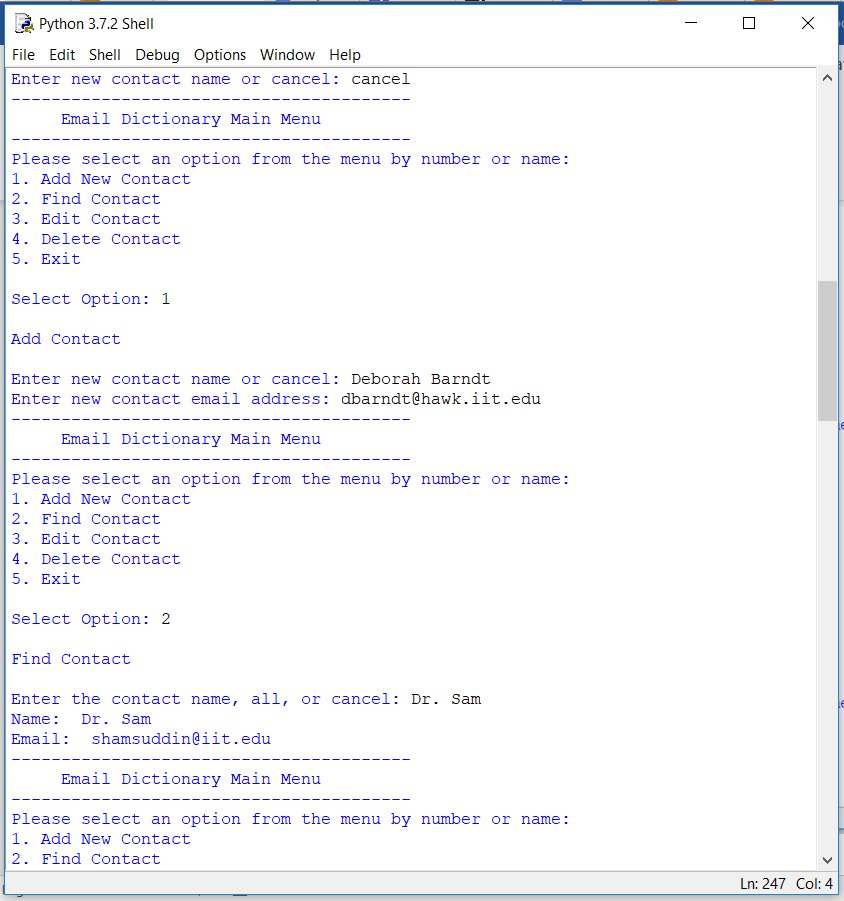 Python 3.7.2 Shell
File Edit Shell Debug Options Window Help
Enter new contact name or cancel: cancel
----------------------------------------
     Email Dictionary Main Menu
----------------------------------------
Please select an option from the menu by number or name:
1. Add New Contact
2. Find Contact
3. Edit Contact
4. Delete Contact
5. Exit

Select Option: 1

Add Contact

Enter new contact name or cancel: Deborah Barndt
Enter new contact email address: dbarndt@hawk.iit.edu
----------------------------------------
     Email Dictionary Main Menu
----------------------------------------
Please select an option from the menu by number or name:
1. Add New Contact
2. Find Contact
3. Edit Contact
4. Delete Contact
5. Exit

Select Option: 2

Find Contact

Enter the contact name, all, or cancel: Dr. Sam
Name:  Dr. Sam
Email:  shamsuddin@iit.edu
----------------------------------------
     Email Dictionary Main Menu
----------------------------------------
Please select an option from the menu by number or name:
1. Add New Contact
2. Find Contact
Ln: 247 Col: 4